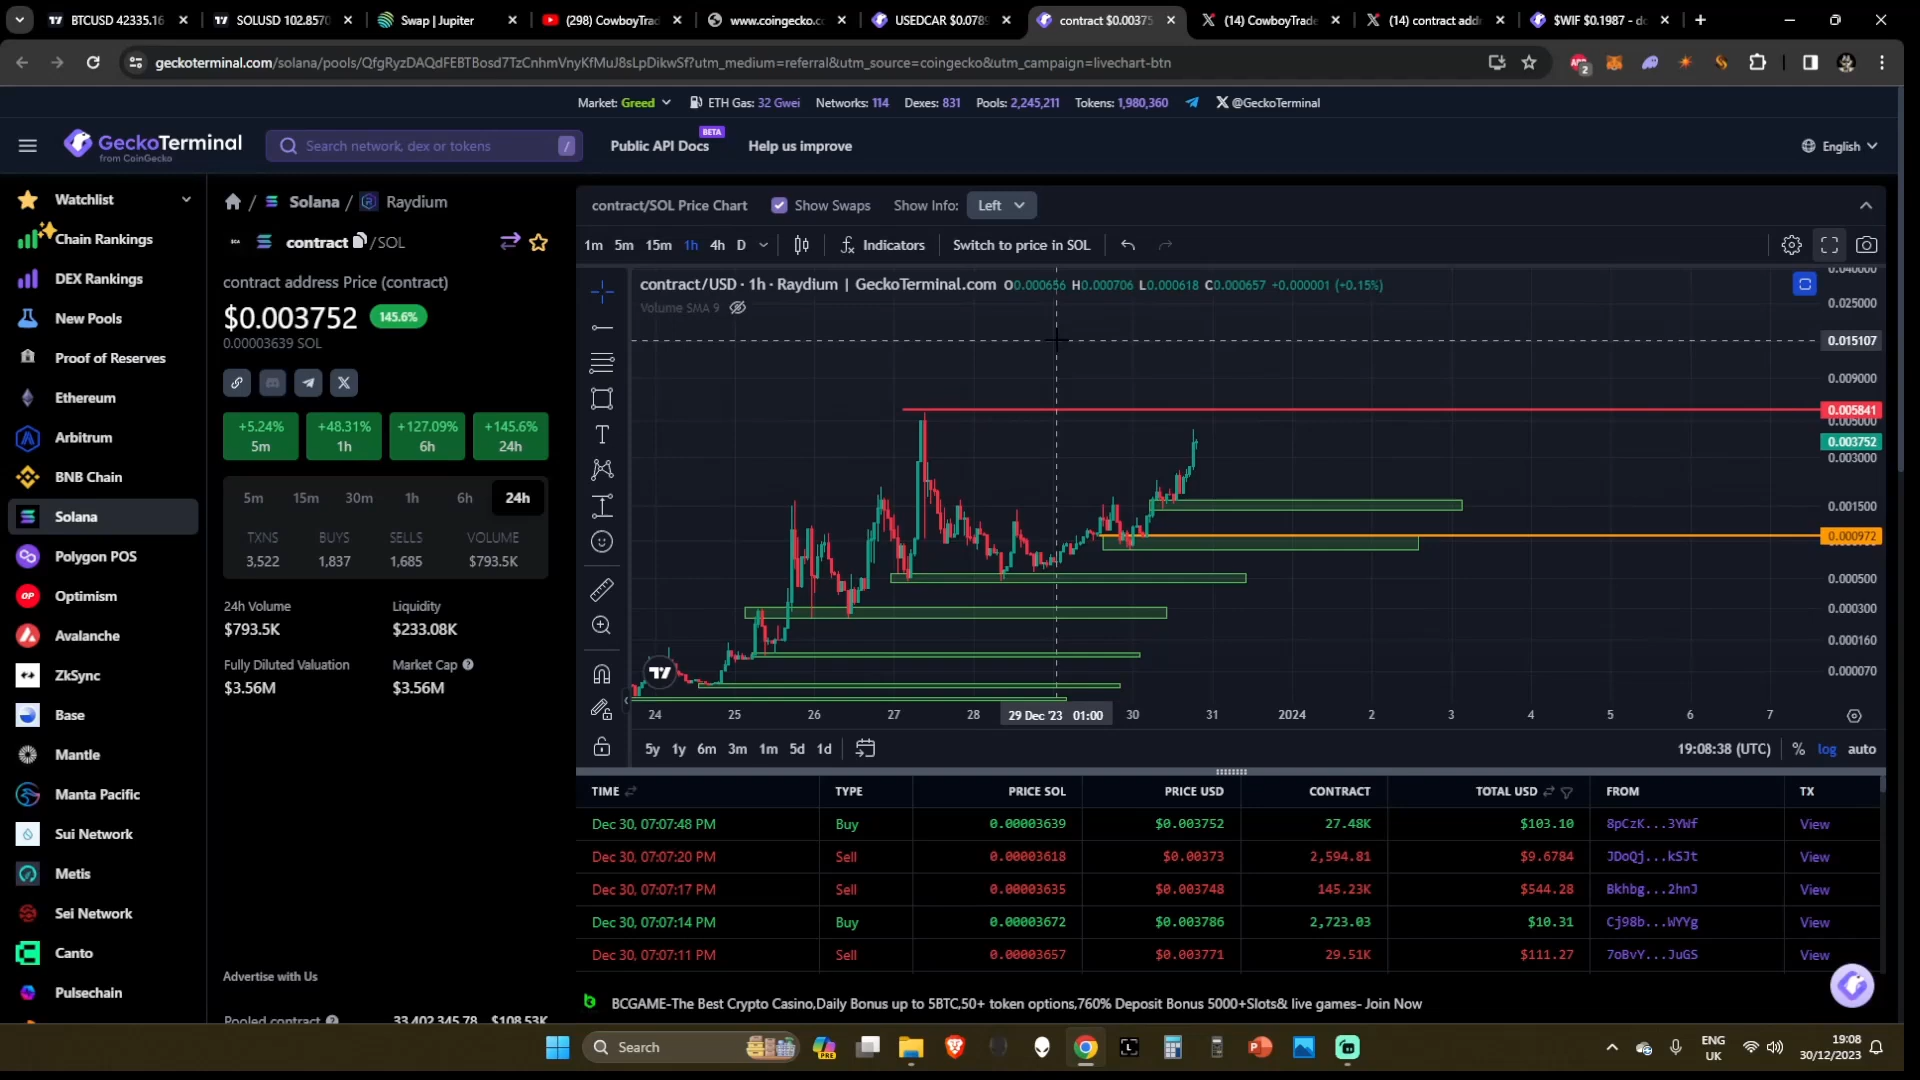 BTCUSD 42335.16
SOLUSD 102.8570
Swap | Jupiter
(298) CowboyTrad
www.coingecko.c
USEDCAR $0.0789
contract $0.00375
(14) CowboyTrade
(14) contract add
$WIF $0.1987 - d
geckoterminal.com/solana/pools/QfgRyzDAQdFEBTBosd7TzCnhmVnyKfMuJ8sLpDikwSf?utm_medium=referral&utm_source=coingecko&utm_campaign=livechart-btn
2
Market: Greed
ETH Gas: 32 Gwei
Networks: 114
Dexes: 831
Pools: 2,245,211
Tokens: 1,980,360
@GeckoTerminal
GeckoTerminal
from CoinGecko
Search network, dex or tokens /
Public API Docs
BETA
Help us improve
English
Watchlist
Chain Rankings
DEX Rankings
New Pools
Proof of Reserves
Ethereum
Arbitrum
BNB Chain
Solana
Polygon POS
Optimism
Avalanche
ZkSync
Base
Mantle
Manta Pacific
Sui Network
Metis
Sei Network
Canto
Pulsechain
/ Solana / Raydium
contract /SOL
contract address Price (contract)
$0.003752 145.6%
0.00003639 SOL
+5.24% +48.31% +127.09% +145.6%
5m 1h 6h 24h
5m 15m 30m 1h 6h 24h
TXNS BUYS SELLS VOLUME
3,522 1,837 1,685 $793.5K
24h Volume Liquidity
$793.5K $233.08K
Fully Diluted Valuation Market Cap
$3.56M $3.56M
Advertise with Us
Pooled contract 33,402,345.78 $108.53K
contract/SOL Price Chart Show Swaps Show Info: Left
1m 5m 15m 1h 4h D Indicators Switch to price in SOL
contract/USD · 1h · Raydium | GeckoTerminal.com O0.000656 H0.000706 L0.000618 C0.000657 +0.000001 (+0.15%)
Volume SMA 9
0.040000
0.025000
0.015107
0.009000
0.005841
0.005000
0.003752
0.003000
0.001500
0.000972
0.000500
0.000300
0.000160
0.000070
24 25 26 27 28 29 Dec '23 01:00 30 31 2024 2 3 4 5 6 7
5y 1y 6m 3m 1m 5d 1d 19:08:38 (UTC) % log auto
TIME TYPE PRICE SOL PRICE USD CONTRACT TOTAL USD FROM TX
Dec 30, 07:07:48 PM Buy 0.00003639 $0.003752 27.48K $103.10 8pCzK...3YWf View
Dec 30, 07:07:20 PM Sell 0.00003618 $0.00373 2,594.81 $9.6784 JDoQj...kSJt View
Dec 30, 07:07:17 PM Sell 0.00003635 $0.003748 145.23K $544.28 Bkhbg...2hnJ View
Dec 30, 07:07:14 PM Buy 0.00003672 $0.003786 2,723.03 $10.31 Cj98b...WYYg View
Dec 30, 07:07:11 PM Sell 0.00003657 $0.003771 29.51K $111.27 7oBvY...JuGS View
BCGAME-The Best Crypto Casino,Daily Bonus up to 5BTC,50+ token options,760% Deposit Bonus 5000+Slots& live games- Join Now
Search
PRE
ENG
UK
19:08
30/12/2023